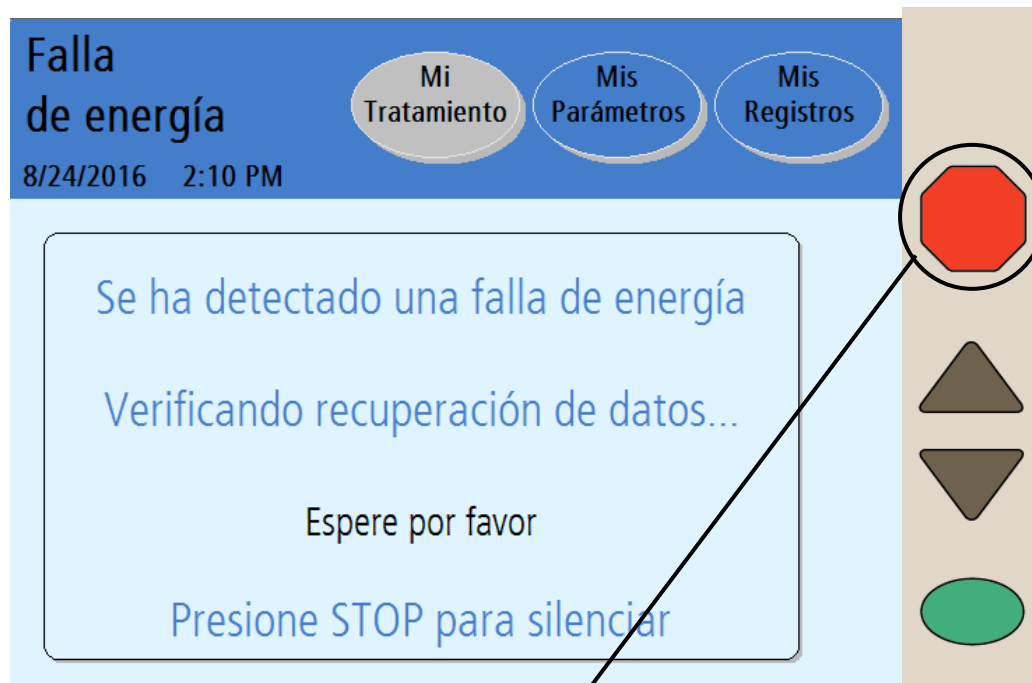 Falla
de energía
8/24/2016 2:10 PM
Mi
Tratamiento
Mis
Parámetros
Mis
Registros
Se ha detectado una falla de energía
Verificando recuperación de datos...
Espere por favor
Presione STOP para silenciar